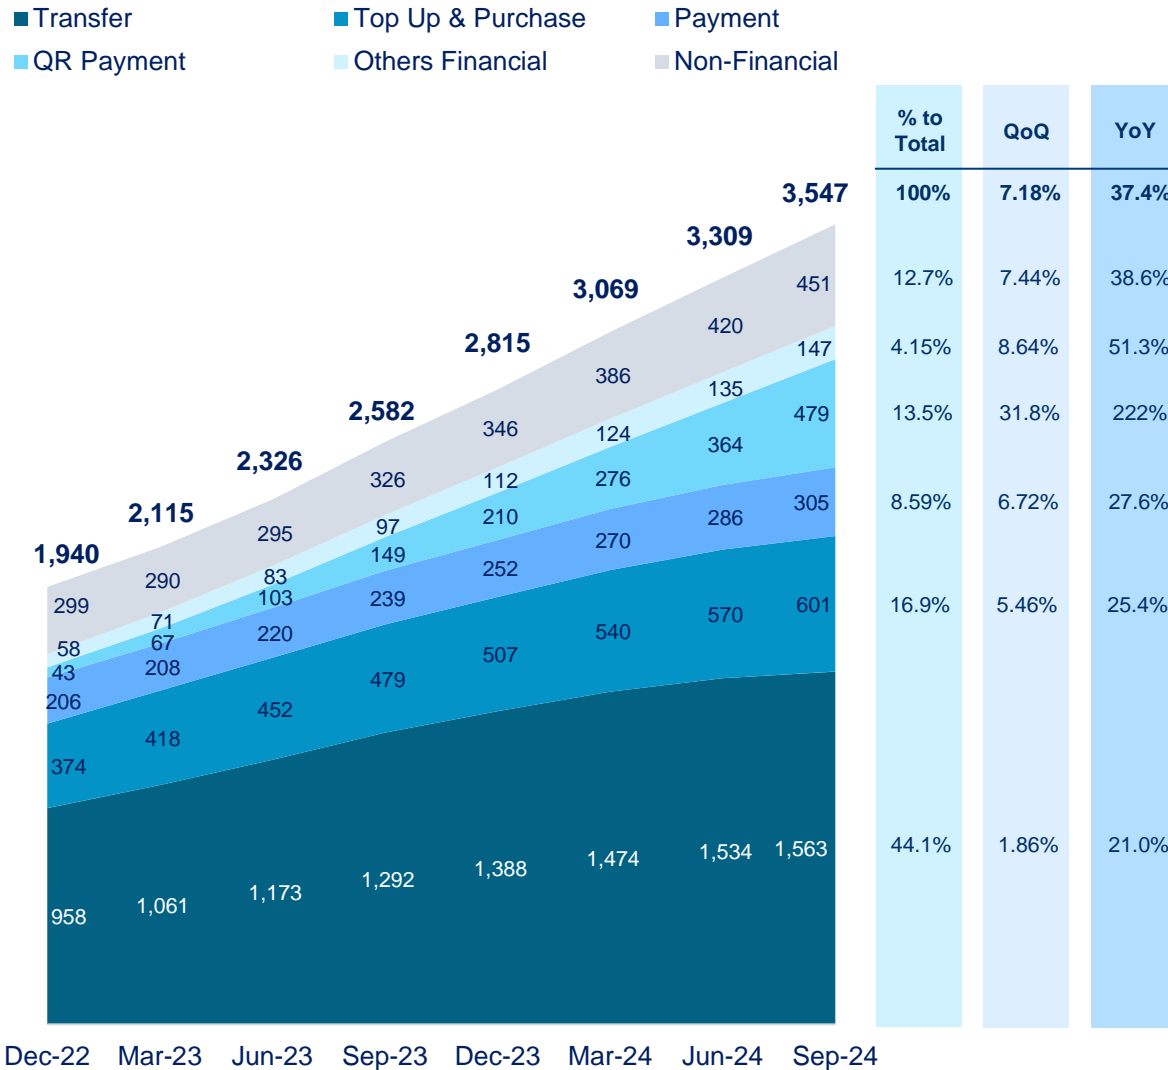 Transfer Top Up & Purchase Payment
QR Payment Others Financial Non-Financial
% to
Total
QoQ
YoY
3,547 100% 7.18% 37.4%
3,309
3,069
2,815
2,582
2,326
2,115
1,940
299 290 295 326 346 386 420 451 12.7% 7.44% 38.6%
58 71 83 97 112 124 135 147 4.15% 8.64% 51.3%
43 67 103 149 210 276 364 479 13.5% 31.8% 222%
206 208 220 239 252 270 286 305 8.59% 6.72% 27.6%
374 418 452 479 507 540 570 601 16.9% 5.46% 25.4%
958 1,061 1,173 1,292 1,388 1,474 1,534 1,563 44.1% 1.86% 21.0%
Dec-22 Mar-23 Jun-23 Sep-23 Dec-23 Mar-24 Jun-24 Sep-24